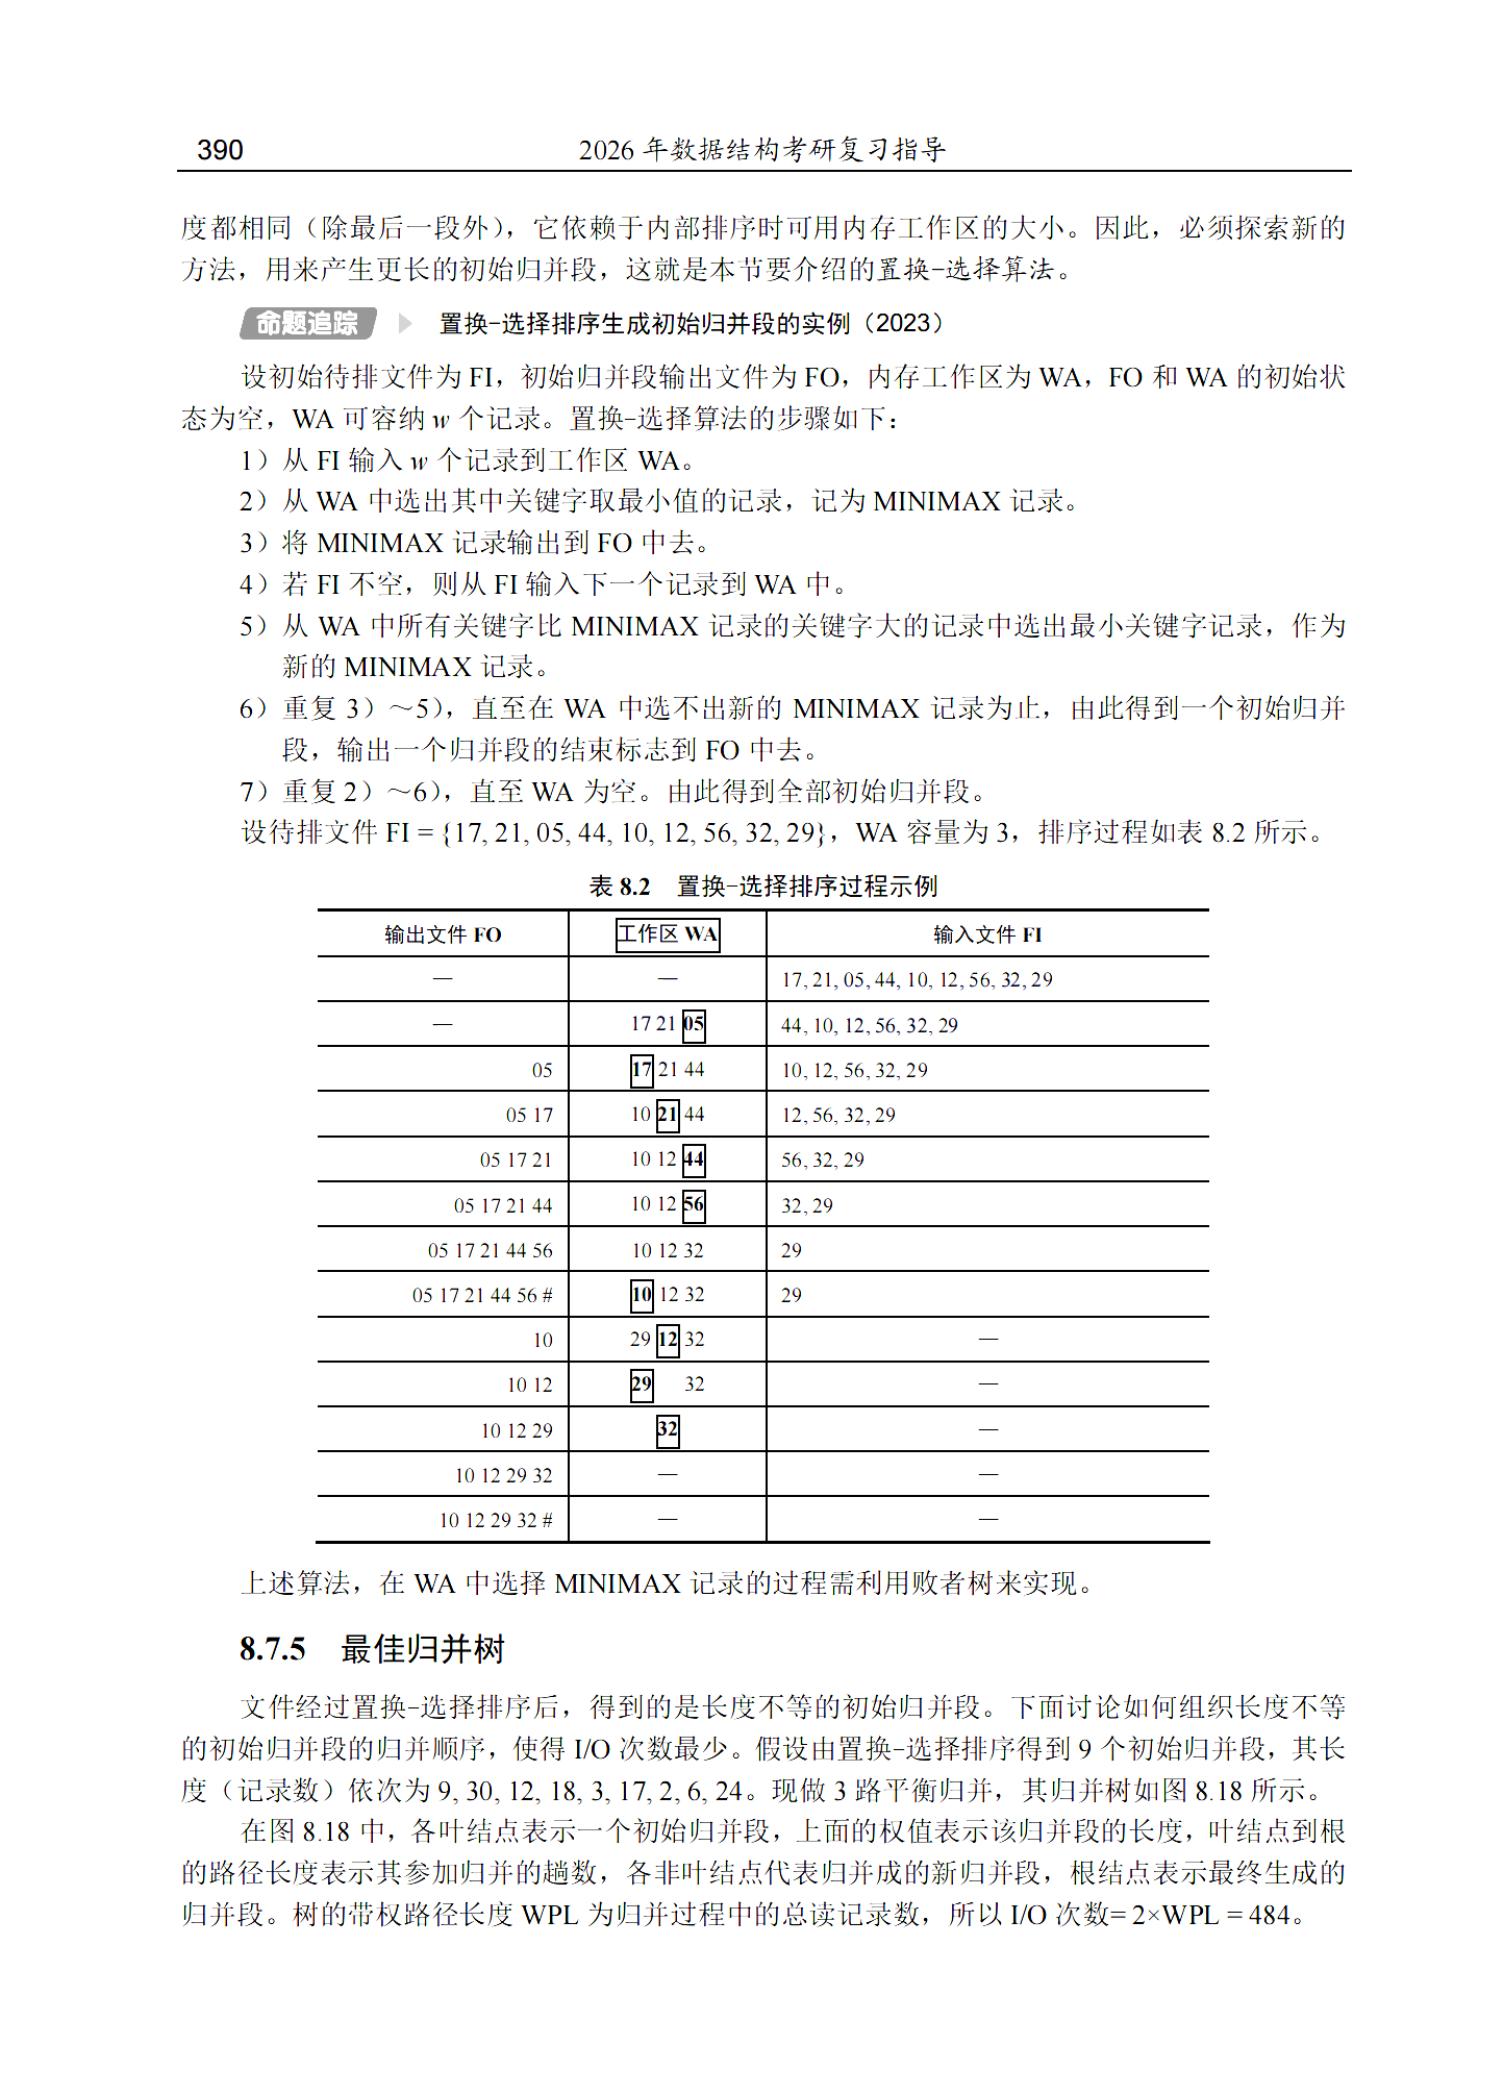 390
2026 年数据结构考研复习指导
度都相同（除最后一段外），它依赖于内部排序时可用内存工作区的大小。因此，必须探索新的
方法，用来产生更长的初始归并段，这就是本节要介绍的置换-选择算法。
命题追踪 置换-选择排序生成初始归并段的实例（2023）
设初始待排文件为 FI，初始归并段输出文件为 FO，内存工作区为 WA，FO 和 WA 的初始状
态为空，WA 可容纳 w 个记录。置换-选择算法的步骤如下：
1）从 FI 输入 w 个记录到工作区 WA。
2）从 WA 中选出其中关键字取最小值的记录，记为 MINIMAX 记录。
3）将 MINIMAX 记录输出到 FO 中去。
4）若 FI 不空，则从 FI 输入下一个记录到 WA 中。
5）从 WA 中所有关键字比 MINIMAX 记录的关键字大的记录中选出最小关键字记录，作为
新的 MINIMAX 记录。
6）重复 3）～5），直至在 WA 中选不出新的 MINIMAX 记录为止，由此得到一个初始归并
段，输出一个归并段的结束标志到 FO 中去。
7）重复 2）～6），直至 WA 为空。由此得到全部初始归并段。
设待排文件 FI = {17, 21, 05, 44, 10, 12, 56, 32, 29}，WA 容量为 3，排序过程如表 8.2 所示。
表 8.2 置换-选择排序过程示例
输出文件 FO 工作区 WA 输入文件 FI
— — 17, 21, 05, 44, 10, 12, 56, 32, 29
— 17 21 05 44, 10, 12, 56, 32, 29
05 17 21 44 10, 12, 56, 32, 29
05 17 10 21 44 12, 56, 32, 29
05 17 21 10 12 44 56, 32, 29
05 17 21 44 10 12 56 32, 29
05 17 21 44 56 10 12 32 29
05 17 21 44 56 # 10 12 32 29
10 29 12 32 —
10 12 29 32 —
10 12 29 32 —
10 12 29 32 — —
10 12 29 32 # — —
上述算法，在 WA 中选择 MINIMAX 记录的过程需利用败者树来实现。
8.7.5 最佳归并树
文件经过置换-选择排序后，得到的是长度不等的初始归并段。下面讨论如何组织长度不等
的初始归并段的归并顺序，使得 I/O 次数最少。假设由置换-选择排序得到 9 个初始归并段，其长
度（记录数）依次为 9, 30, 12, 18, 3, 17, 2, 6, 24。现做 3 路平衡归并，其归并树如图 8.18 所示。
在图 8.18 中，各叶结点表示一个初始归并段，上面的权值表示该归并段的长度，叶结点到根
的路径长度表示其参加归并的趟数，各非叶结点代表归并成的新归并段，根结点表示最终生成的
归并段。树的带权路径长度 WPL 为归并过程中的总读记录数，所以 I/O 次数= 2×WPL = 484。